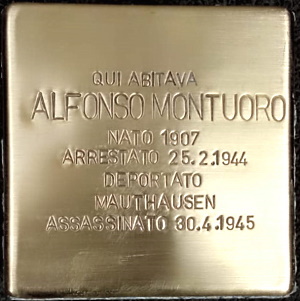 QUI ABITAVA
ALFONSO MONTUORO
NATO 1907
ARRESTATO 25.2.1944
DEPORTATO
MAUTHAUSEN
ASSASSINATO 30.4.1945